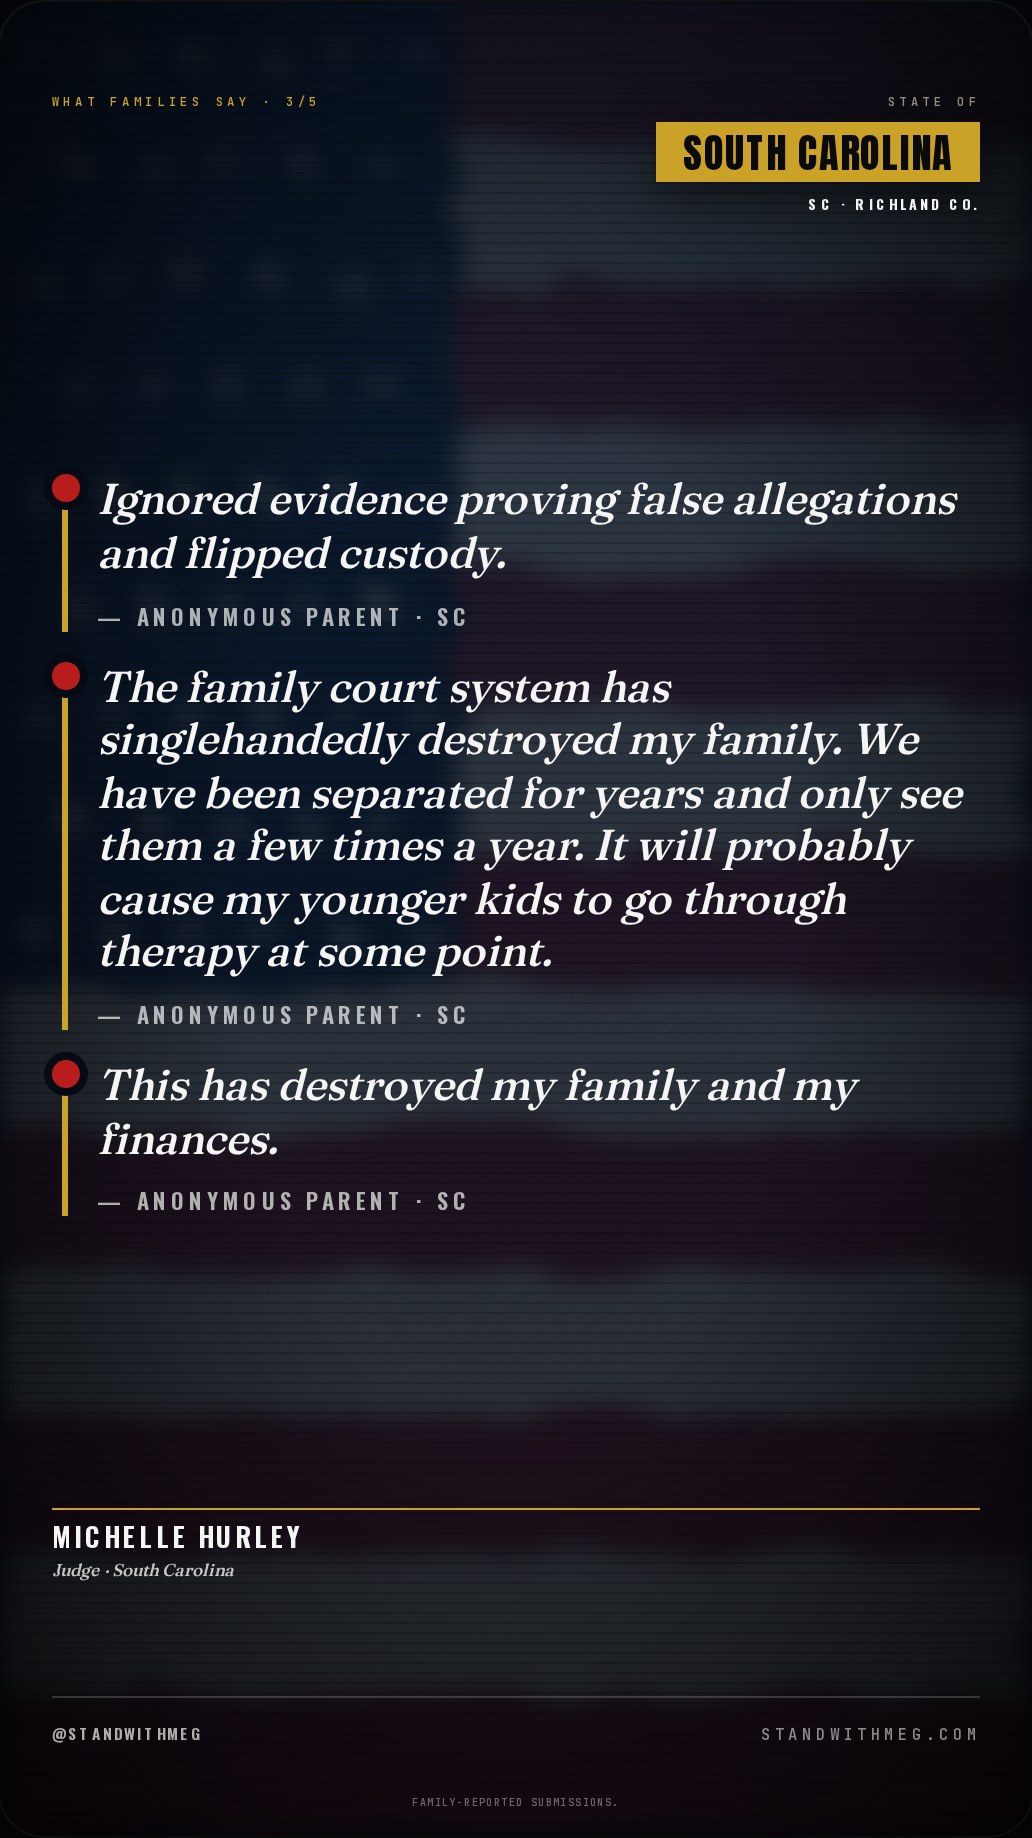 WHAT FAMILIES SAY · 3/5
STATE OF
SOUTH CAROLINA
SC · RICHLAND CO.
Ignored evidence proving false allegations
and flipped custody.
— ANONYMOUS PARENT · SC
The family court system has
singlehandedly destroyed my family. We
have been separated for years and only see
them a few times a year. It will probably
cause my younger kids to go through
therapy at some point.
— ANONYMOUS PARENT · SC
This has destroyed my family and my
finances.
— ANONYMOUS PARENT · SC
MICHELLE HURLEY
Judge · South Carolina
@STANDWITHMEG
STANDWITHMEG.COM
FAMILY-REPORTED SUBMISSIONS.